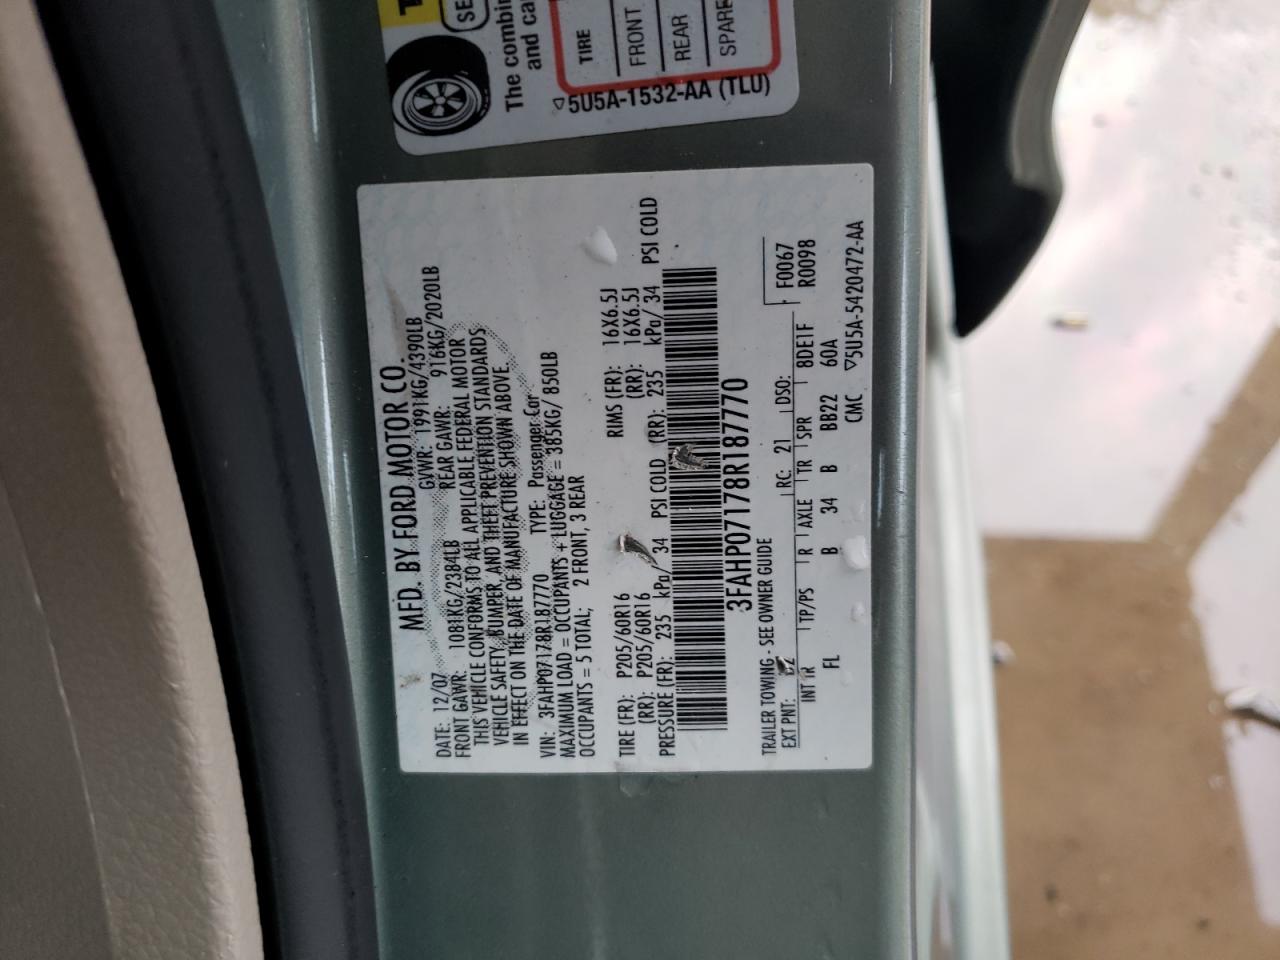 SE
The combin
and ca
TIRE
FRONT
REAR
SPARE
5U5A-1532-AA (TLU)
MFD. BY FORD MOTOR CO.
DATE: 12/07 GVWR: 1991KG/4390LB
FRONT GAWR: 1081KG/2384LB REAR GAWR: 916KG/2020LB
THIS VEHICLE CONFORMS TO ALL APPLICABLE FEDERAL MOTOR
VEHICLE SAFETY, BUMPER, AND THEFT PREVENTION STANDARDS
IN EFFECT ON THE DATE OF MANUFACTURE SHOWN ABOVE.
VIN: 3FAHP07178R187770 TYPE: Passenger Car
MAXIMUM LOAD = OCCUPANTS + LUGGAGE = 385KG/ 850LB
OCCUPANTS = 5 TOTAL; 2 FRONT, 3 REAR
TIRE (FR): P205/60R16 RIMS (FR): 16X6.5J
(RR): P205/60R16 (RR): 16X6.5J
PRESSURE (FR): 235 kPa/ 34 PSI COLD (RR): 235 kPa/ 34 PSI COLD
3FAHP07178R187770
TRAILER TOWING - SEE OWNER GUIDE F0067
EXT PNT: RC: 21 DSO: R0098
INT TR TP/PS R AXLE TR SPR 8DE1F
FL B 34 B BB22 60A
CMC 5U5A-5420472-AA